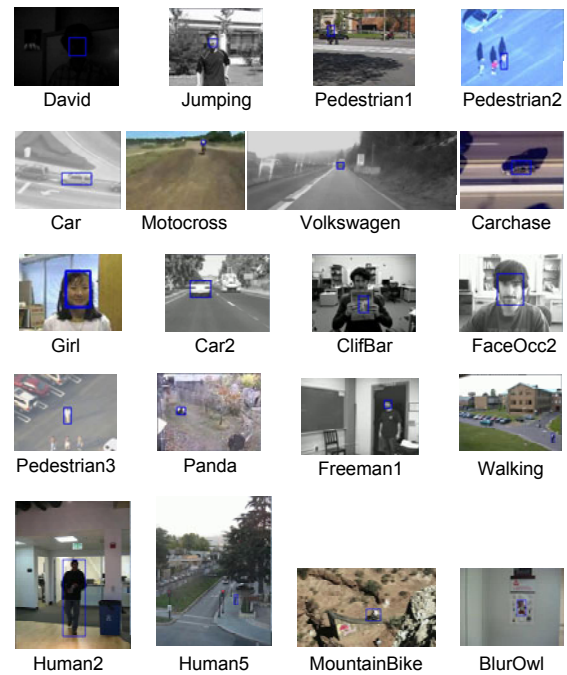 David Jumping Pedestrian1 Pedestrian2
Car Motocross Volkswagen Carchase
Girl Car2 ClifBar FaceOcc2
Pedestrian3 Panda Freeman1 Walking
Human2 Human5 MountainBike BlurOwl